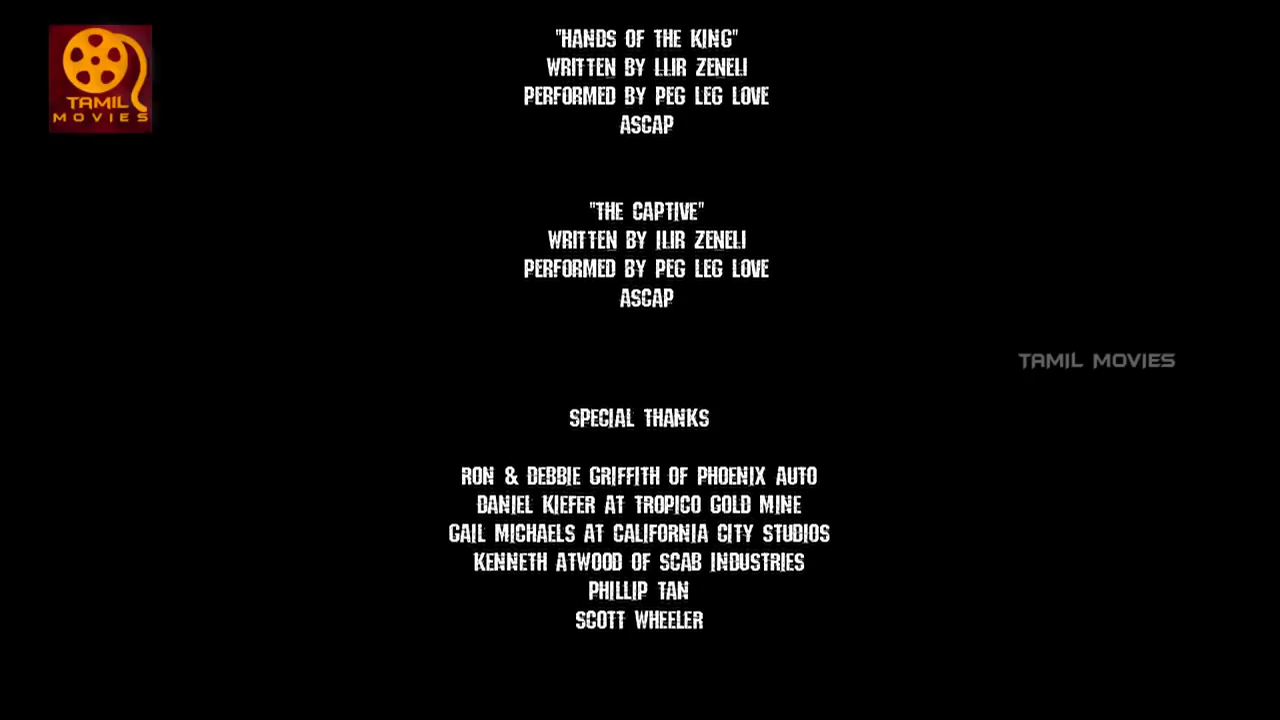 TAMIL
MOVIES
"HANDS OF THE KING"
WRITTEN BY LLIR ZENELI
PERFORMED BY PEG LEG LOVE
ASCAP
"THE CAPTIVE"
WRITTEN BY ILIR ZENELI
PERFORMED BY PEG LEG LOVE
ASCAP
TAMIL MOVIES
SPECIAL THANKS
RON & DEBBIE GRIFFITH OF PHOENIX AUTO
DANIEL KIEFER AT TROPICO GOLD MINE
GAIL MICHAELS AT CALIFORNIA CITY STUDIOS
KENNETH ATWOOD OF SCAB INDUSTRIES
PHILLIP TAN
SCOTT WHEELER